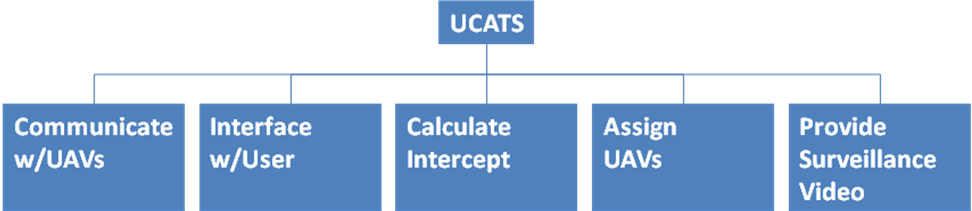 UCATS
Communicate
w/UAVs
Interface
w/User
Calculate
Intercept
Assign
UAVs
Provide
Surveillance
Video